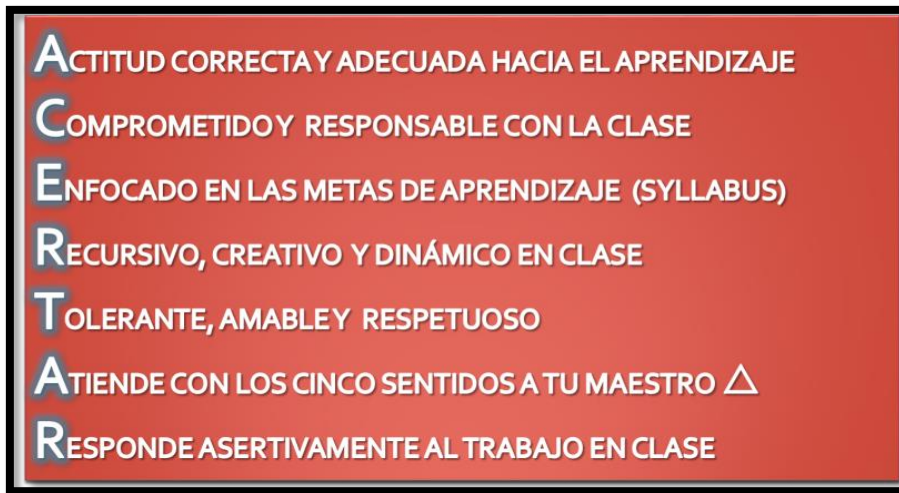 ACTITUD CORRECTA Y ADECUADA HACIA EL APRENDIZAJE
COMPROMETIDO Y RESPONSABLE CON LA CLASE
ENFOCADO EN LAS METAS DE APRENDIZAJE (SYLLABUS)
RECURSIVO, CREATIVO Y DINÁMICO EN CLASE
TOLERANTE, AMABLE Y RESPETUOSO
ATIENDE CON LOS CINCO SENTIDOS A TU MAESTRO △
RESPONDE ASERTIVAMENTE AL TRABAJO EN CLASE